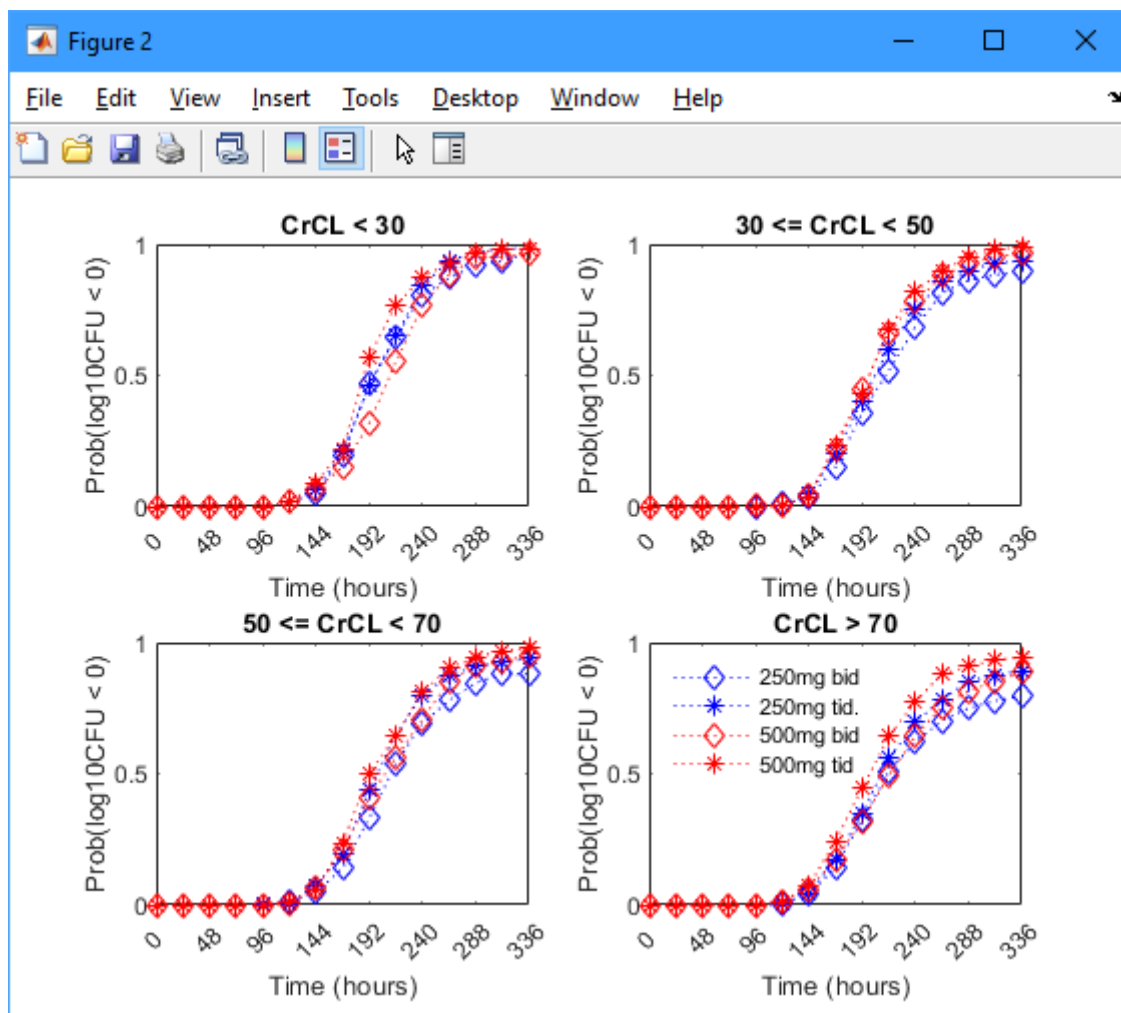 Figure 2
File Edit View Insert Tools Desktop Window Help
CrCL < 30
Prob(log10CFU < 0)
1
0.5
0
0 48 96 144 192 240 288 336
Time (hours)
30 <= CrCL < 50
Prob(log10CFU < 0)
1
0.5
0
0 48 96 144 192 240 288 336
Time (hours)
50 <= CrCL < 70
Prob(log10CFU < 0)
1
0.5
0
0 48 96 144 192 240 288 336
Time (hours)
CrCL > 70
Prob(log10CFU < 0)
1
0.5
0
250mg bid
250mg tid.
500mg bid
500mg tid
0 48 96 144 192 240 288 336
Time (hours)